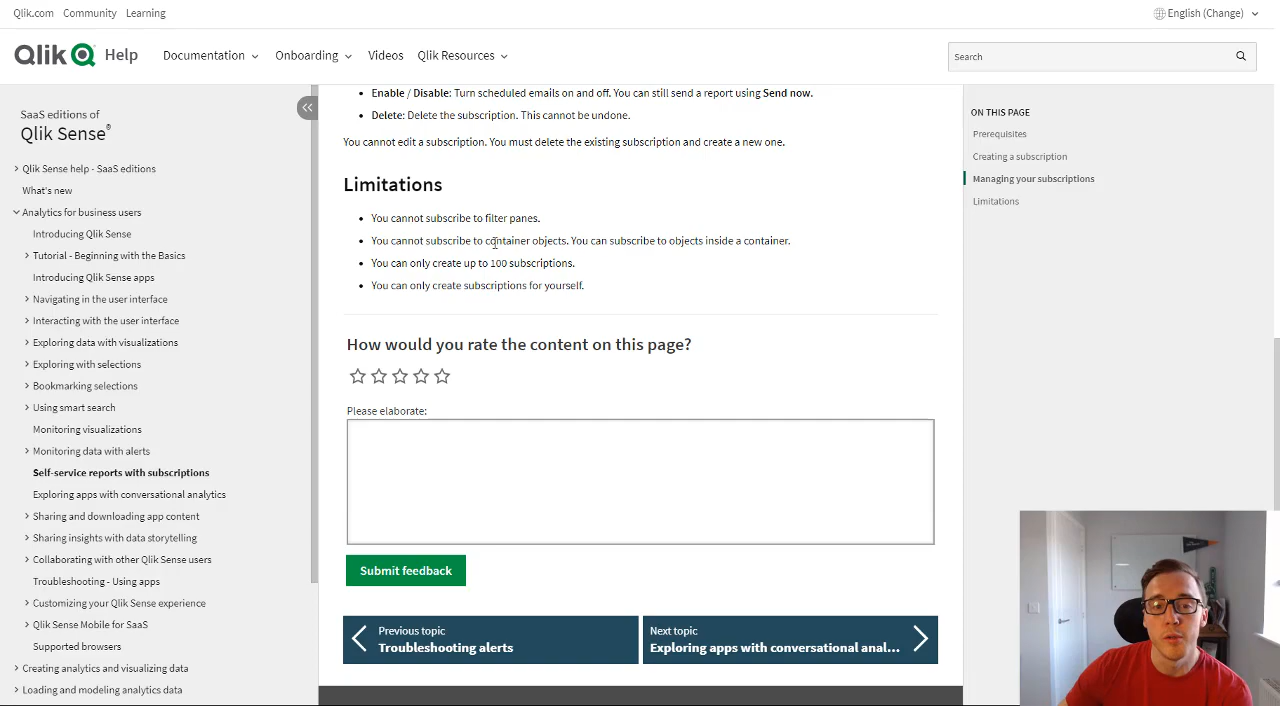 Qlik.com Community Learning
English (Change)
Qlik Help
Documentation Onboarding Videos Qlik Resources
Search
SaaS editions of
Qlik Sense®
Qlik Sense help - SaaS editions
What's new
Analytics for business users
Introducing Qlik Sense
Tutorial - Beginning with the Basics
Introducing Qlik Sense apps
Navigating in the user interface
Interacting with the user interface
Exploring data with visualizations
Exploring with selections
Bookmarking selections
Using smart search
Monitoring visualizations
Monitoring data with alerts
Self-service reports with subscriptions
Exploring apps with conversational analytics
Sharing and downloading app content
Sharing insights with data storytelling
Collaborating with other Qlik Sense users
Troubleshooting - Using apps
Customizing your Qlik Sense experience
Qlik Sense Mobile for SaaS
Supported browsers
Creating analytics and visualizing data
Loading and modeling analytics data
Enable / Disable: Turn scheduled emails on and off. You can still send a report using Send now.
Delete: Delete the subscription. This cannot be undone.
You cannot edit a subscription. You must delete the existing subscription and create a new one.
Limitations
You cannot subscribe to filter panes.
You cannot subscribe to container objects. You can subscribe to objects inside a container.
You can only create up to 100 subscriptions.
You can only create subscriptions for yourself.
How would you rate the content on this page?
Please elaborate:
Submit feedback
Previous topic
Troubleshooting alerts
Next topic
Exploring apps with conversational anal...
ON THIS PAGE
Prerequisites
Creating a subscription
Managing your subscriptions
Limitations